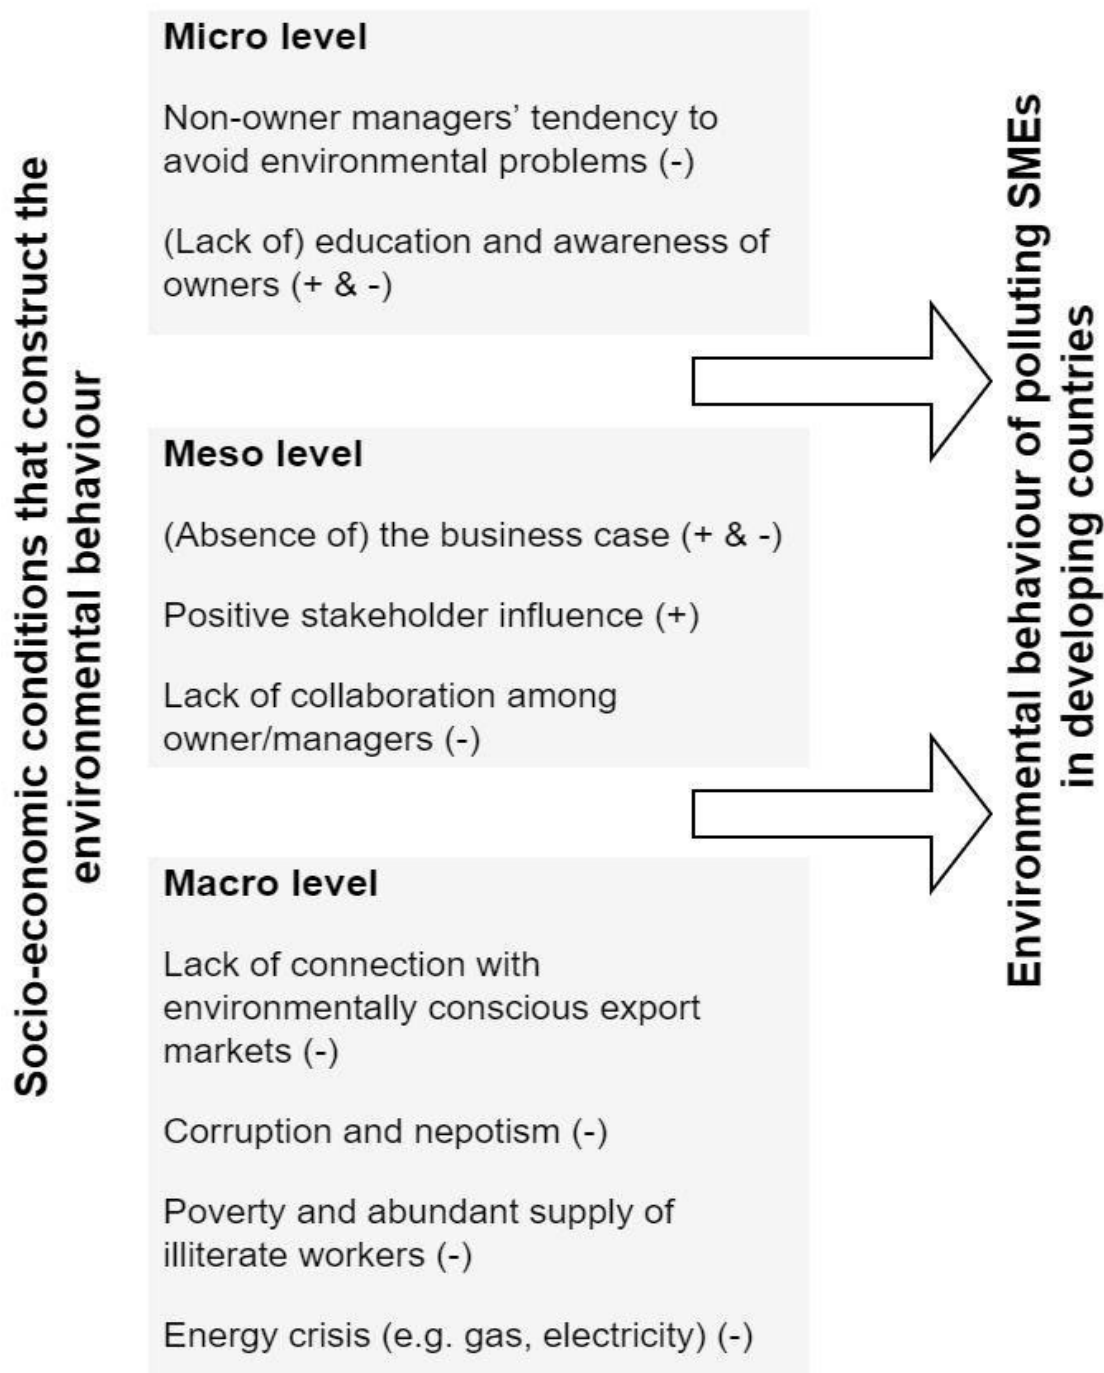 Socio-economic conditions that construct the
environmental behaviour
Micro level
Non-owner managers’ tendency to
avoid environmental problems (-)
(Lack of) education and awareness of
owners (+ & -)
Meso level
(Absence of) the business case (+ & -)
Positive stakeholder influence (+)
Lack of collaboration among
owner/managers (-)
Macro level
Lack of connection with
environmentally conscious export
markets (-)
Corruption and nepotism (-)
Poverty and abundant supply of
illiterate workers (-)
Energy crisis (e.g. gas, electricity) (-)
Environmental behaviour of polluting SMEs
in developing countries